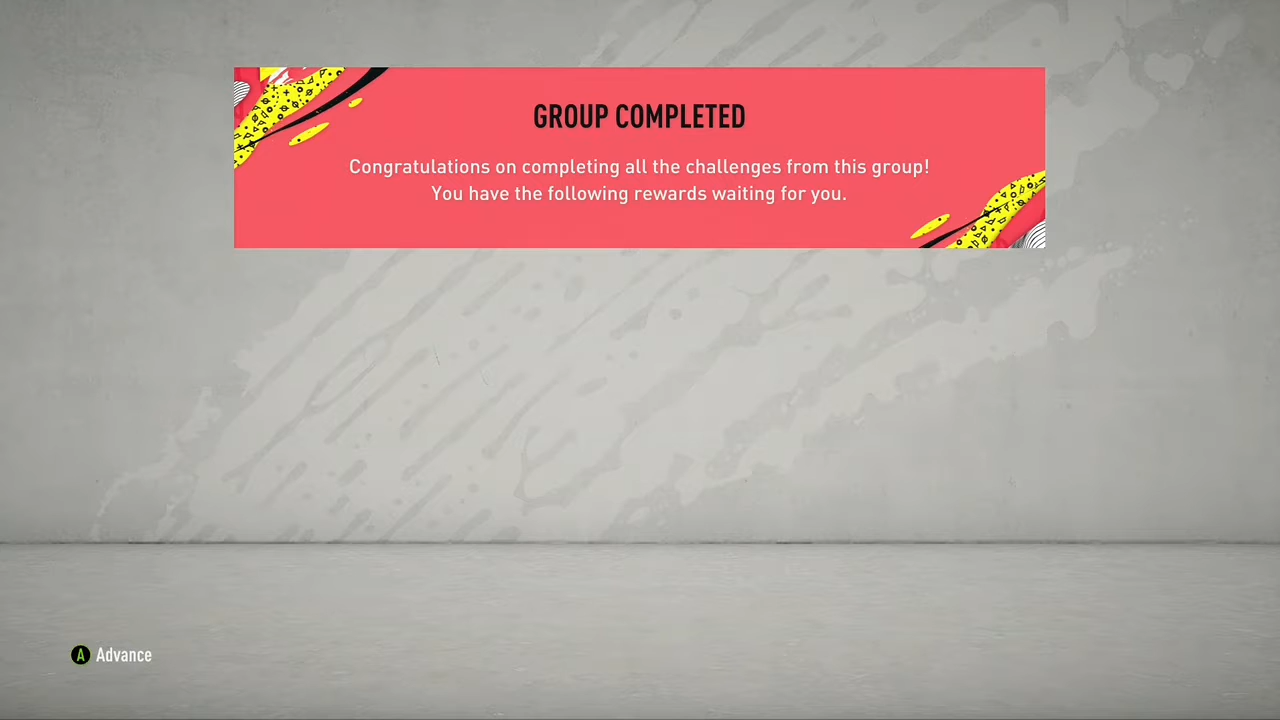 GROUP COMPLETED
Congratulations on completing all the challenges from this group!
You have the following rewards waiting for you.
A Advance